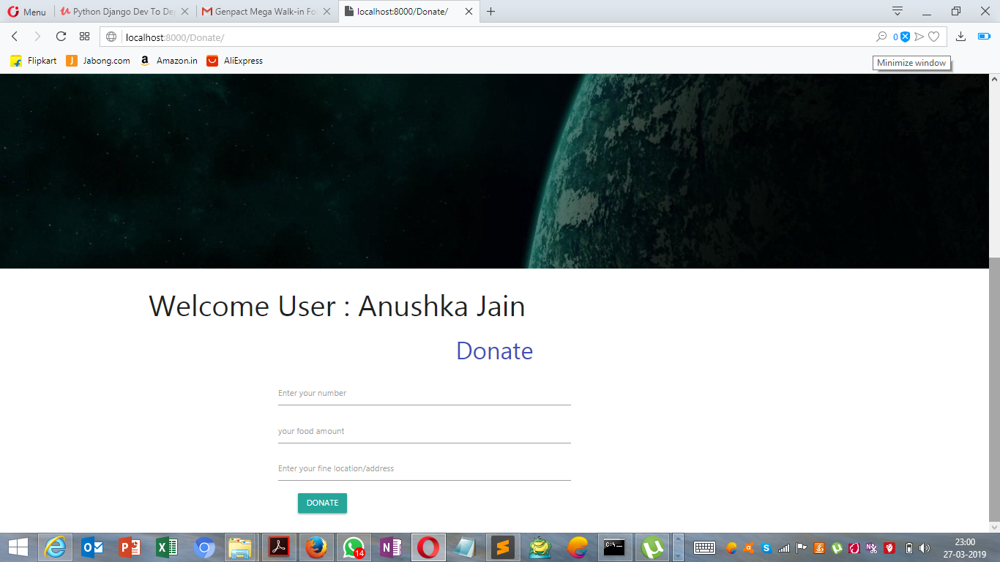 Menu
Python Django Dev To De
Genpact Mega Walk-in Fo
localhost:8000/Donate/
localhost:8000/Donate/
0
Flipkart
Jabong.com
Amazon.in
AliExpress
Minimize window
Welcome User : Anushka Jain
Donate
Enter your number
your food amount
Enter your fine location/address
DONATE
14
23:00
27-03-2019